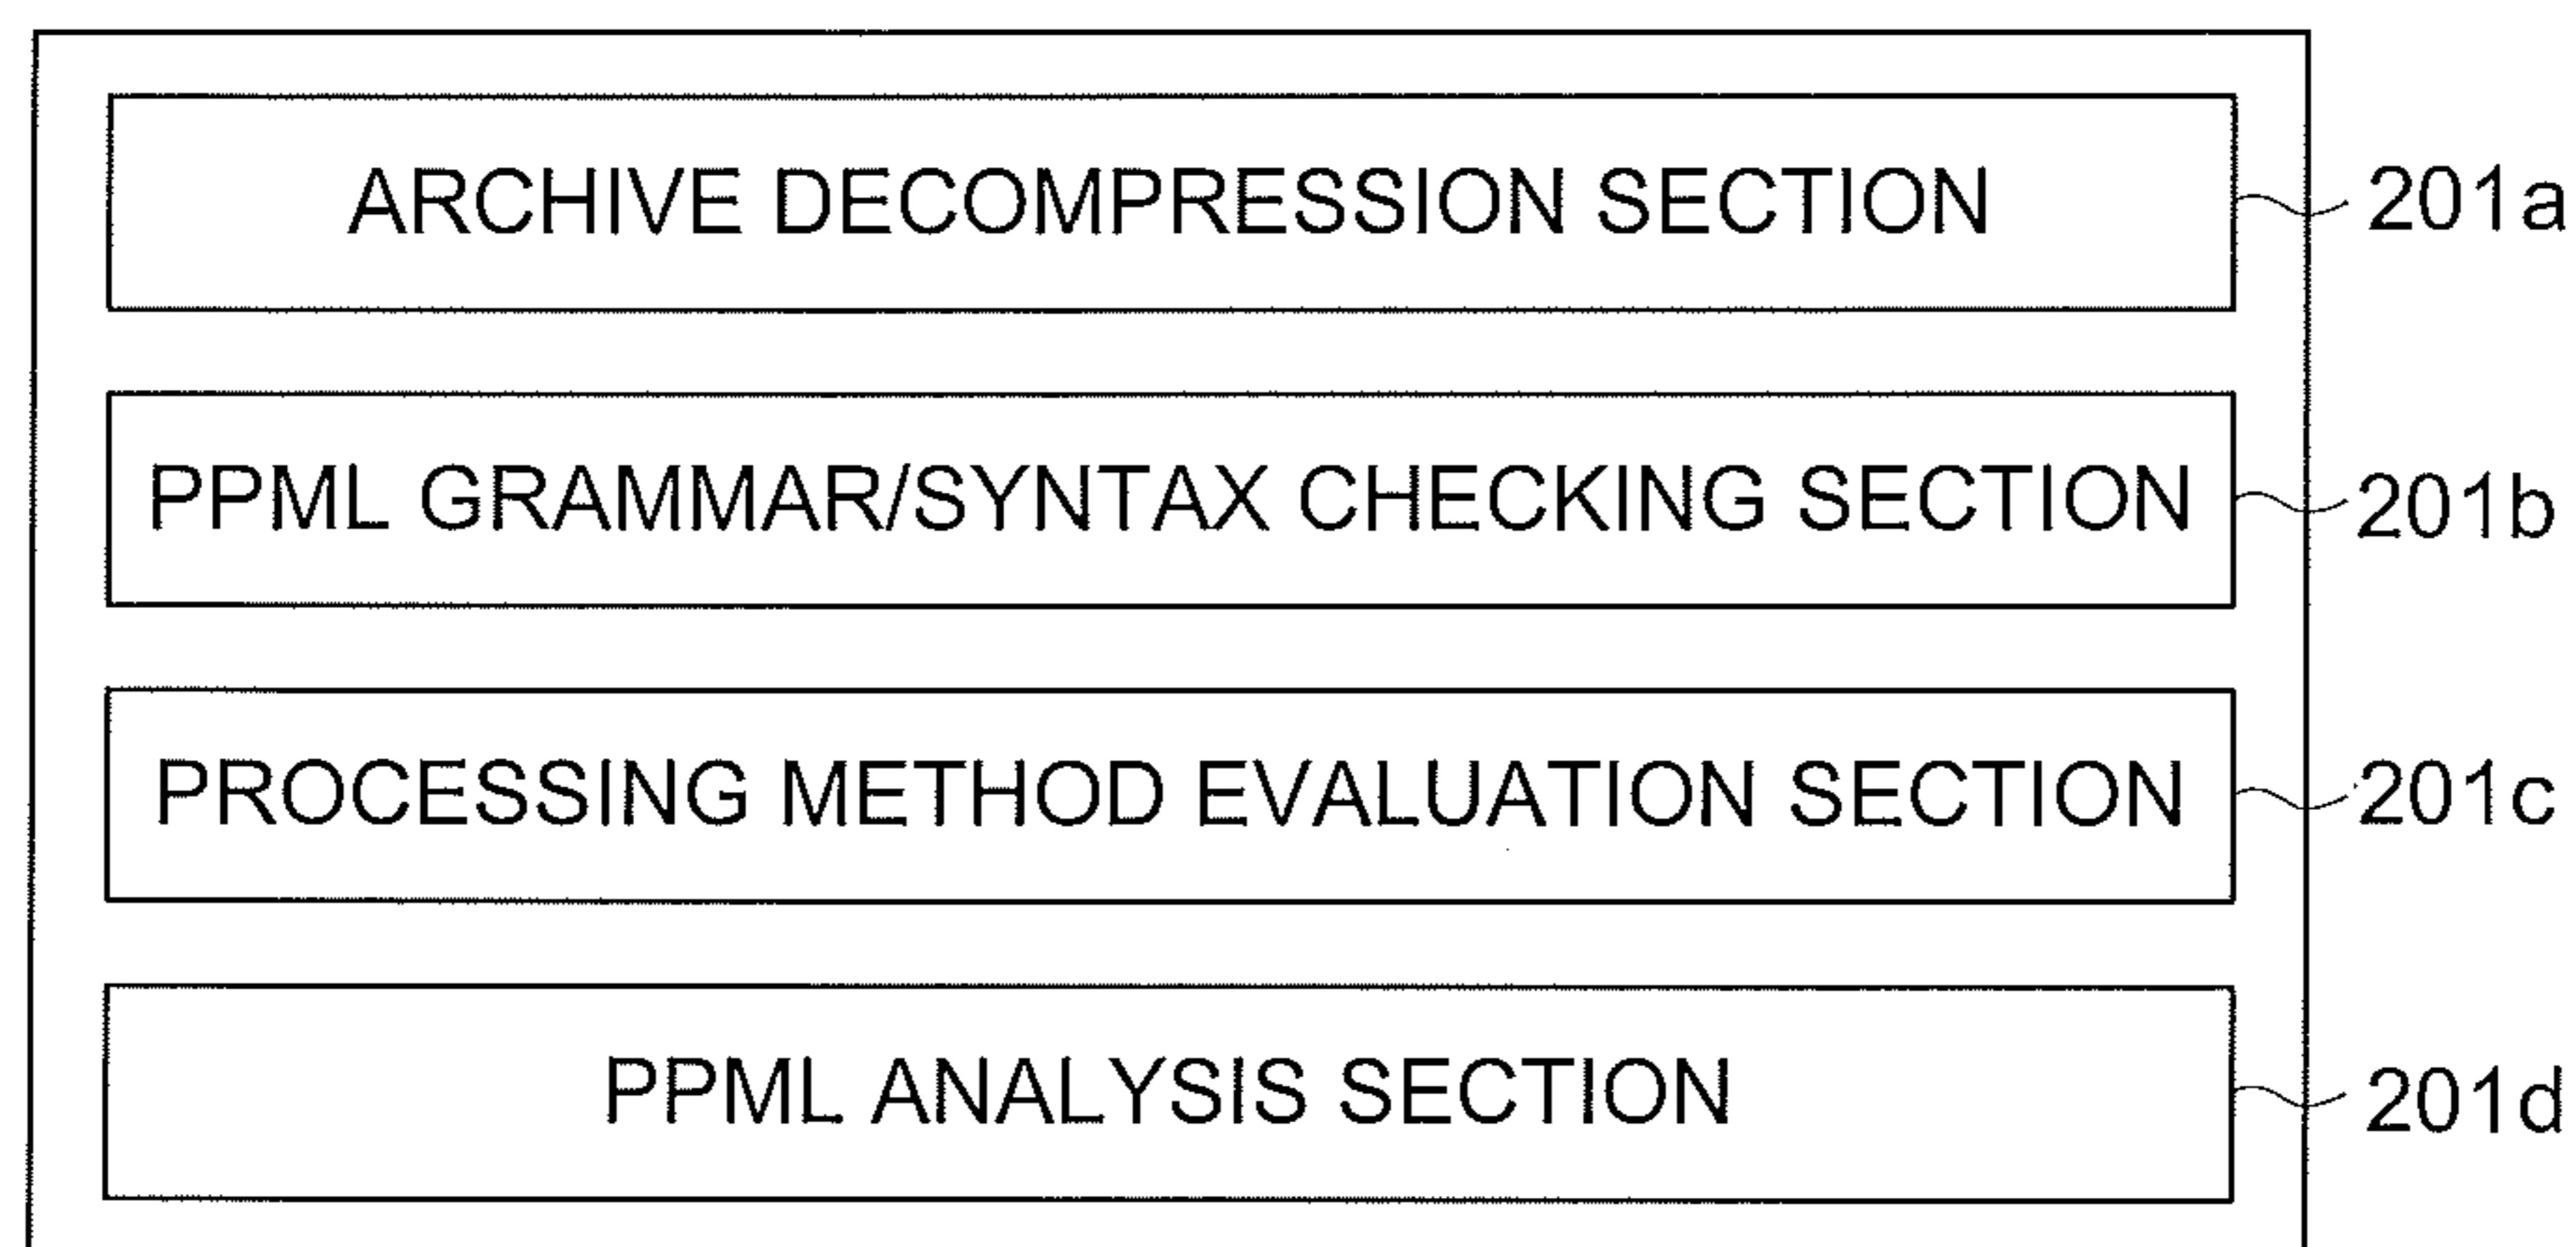 ARCHIVE DECOMPRESSION SECTION 201a
PPML GRAMMAR/SYNTAX CHECKING SECTION 201b
PROCESSING METHOD EVALUATION SECTION 201c
PPML ANALYSIS SECTION 201d